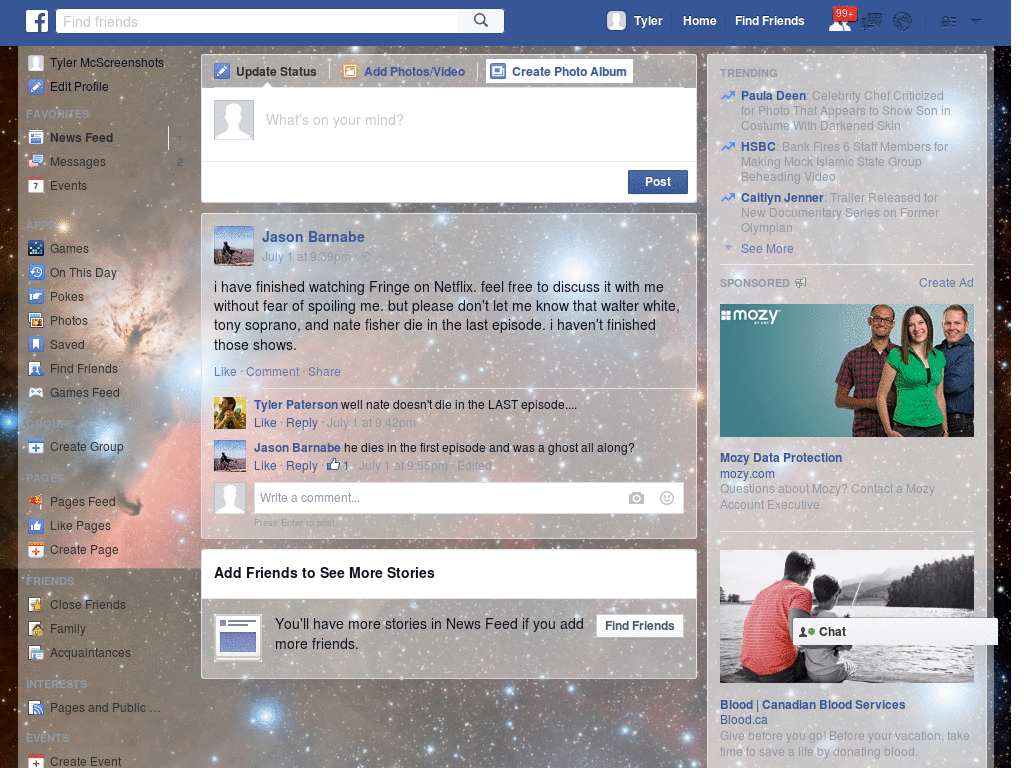 Find friends
Tyler
Home
Find Friends
99+
Tyler McScreenshots
Edit Profile
FAVORITES
News Feed
Messages 2
7 Events
APPS
Games
On This Day
Pokes
Photos
Saved
Find Friends
Games Feed
GROUPS
Create Group
PAGES
Pages Feed
Like Pages
Create Page
FRIENDS
Close Friends
Family
Acquaintances
INTERESTS
Pages and Public ...
EVENTS
Create Event
Update Status
Add Photos/Video
Create Photo Album
What's on your mind?
Post
Jason Barnabe
July 1 at 9:39pm ·
i have finished watching Fringe on Netflix. feel free to discuss it with me
without fear of spoiling me. but please don't let me know that walter white,
tony soprano, and nate fisher die in the last episode. i haven't finished
those shows.
Like · Comment · Share
Tyler Paterson well nate doesn't die in the LAST episode....
Like · Reply · July 1 at 9:42pm
Jason Barnabe he dies in the first episode and was a ghost all along?
Like · Reply · 1 · July 1 at 9:55pm · Edited
Write a comment...
Press Enter to post.
Add Friends to See More Stories
You'll have more stories in News Feed if you add
more friends.
Find Friends
TRENDING
Paula Deen: Celebrity Chef Criticized
for Photo That Appears to Show Son in
Costume With Darkened Skin
HSBC: Bank Fires 6 Staff Members for
Making Mock Islamic State Group
Beheading Video
Caitlyn Jenner: Trailer Released for
New Documentary Series on Former
Olympian
See More
SPONSORED
Create Ad
mozy
BY EMC
Mozy Data Protection
mozy.com
Questions about Mozy? Contact a Mozy
Account Executive.
Chat
Blood | Canadian Blood Services
Blood.ca
Give before you go! Before your vacation, take
time to save a life by donating blood.